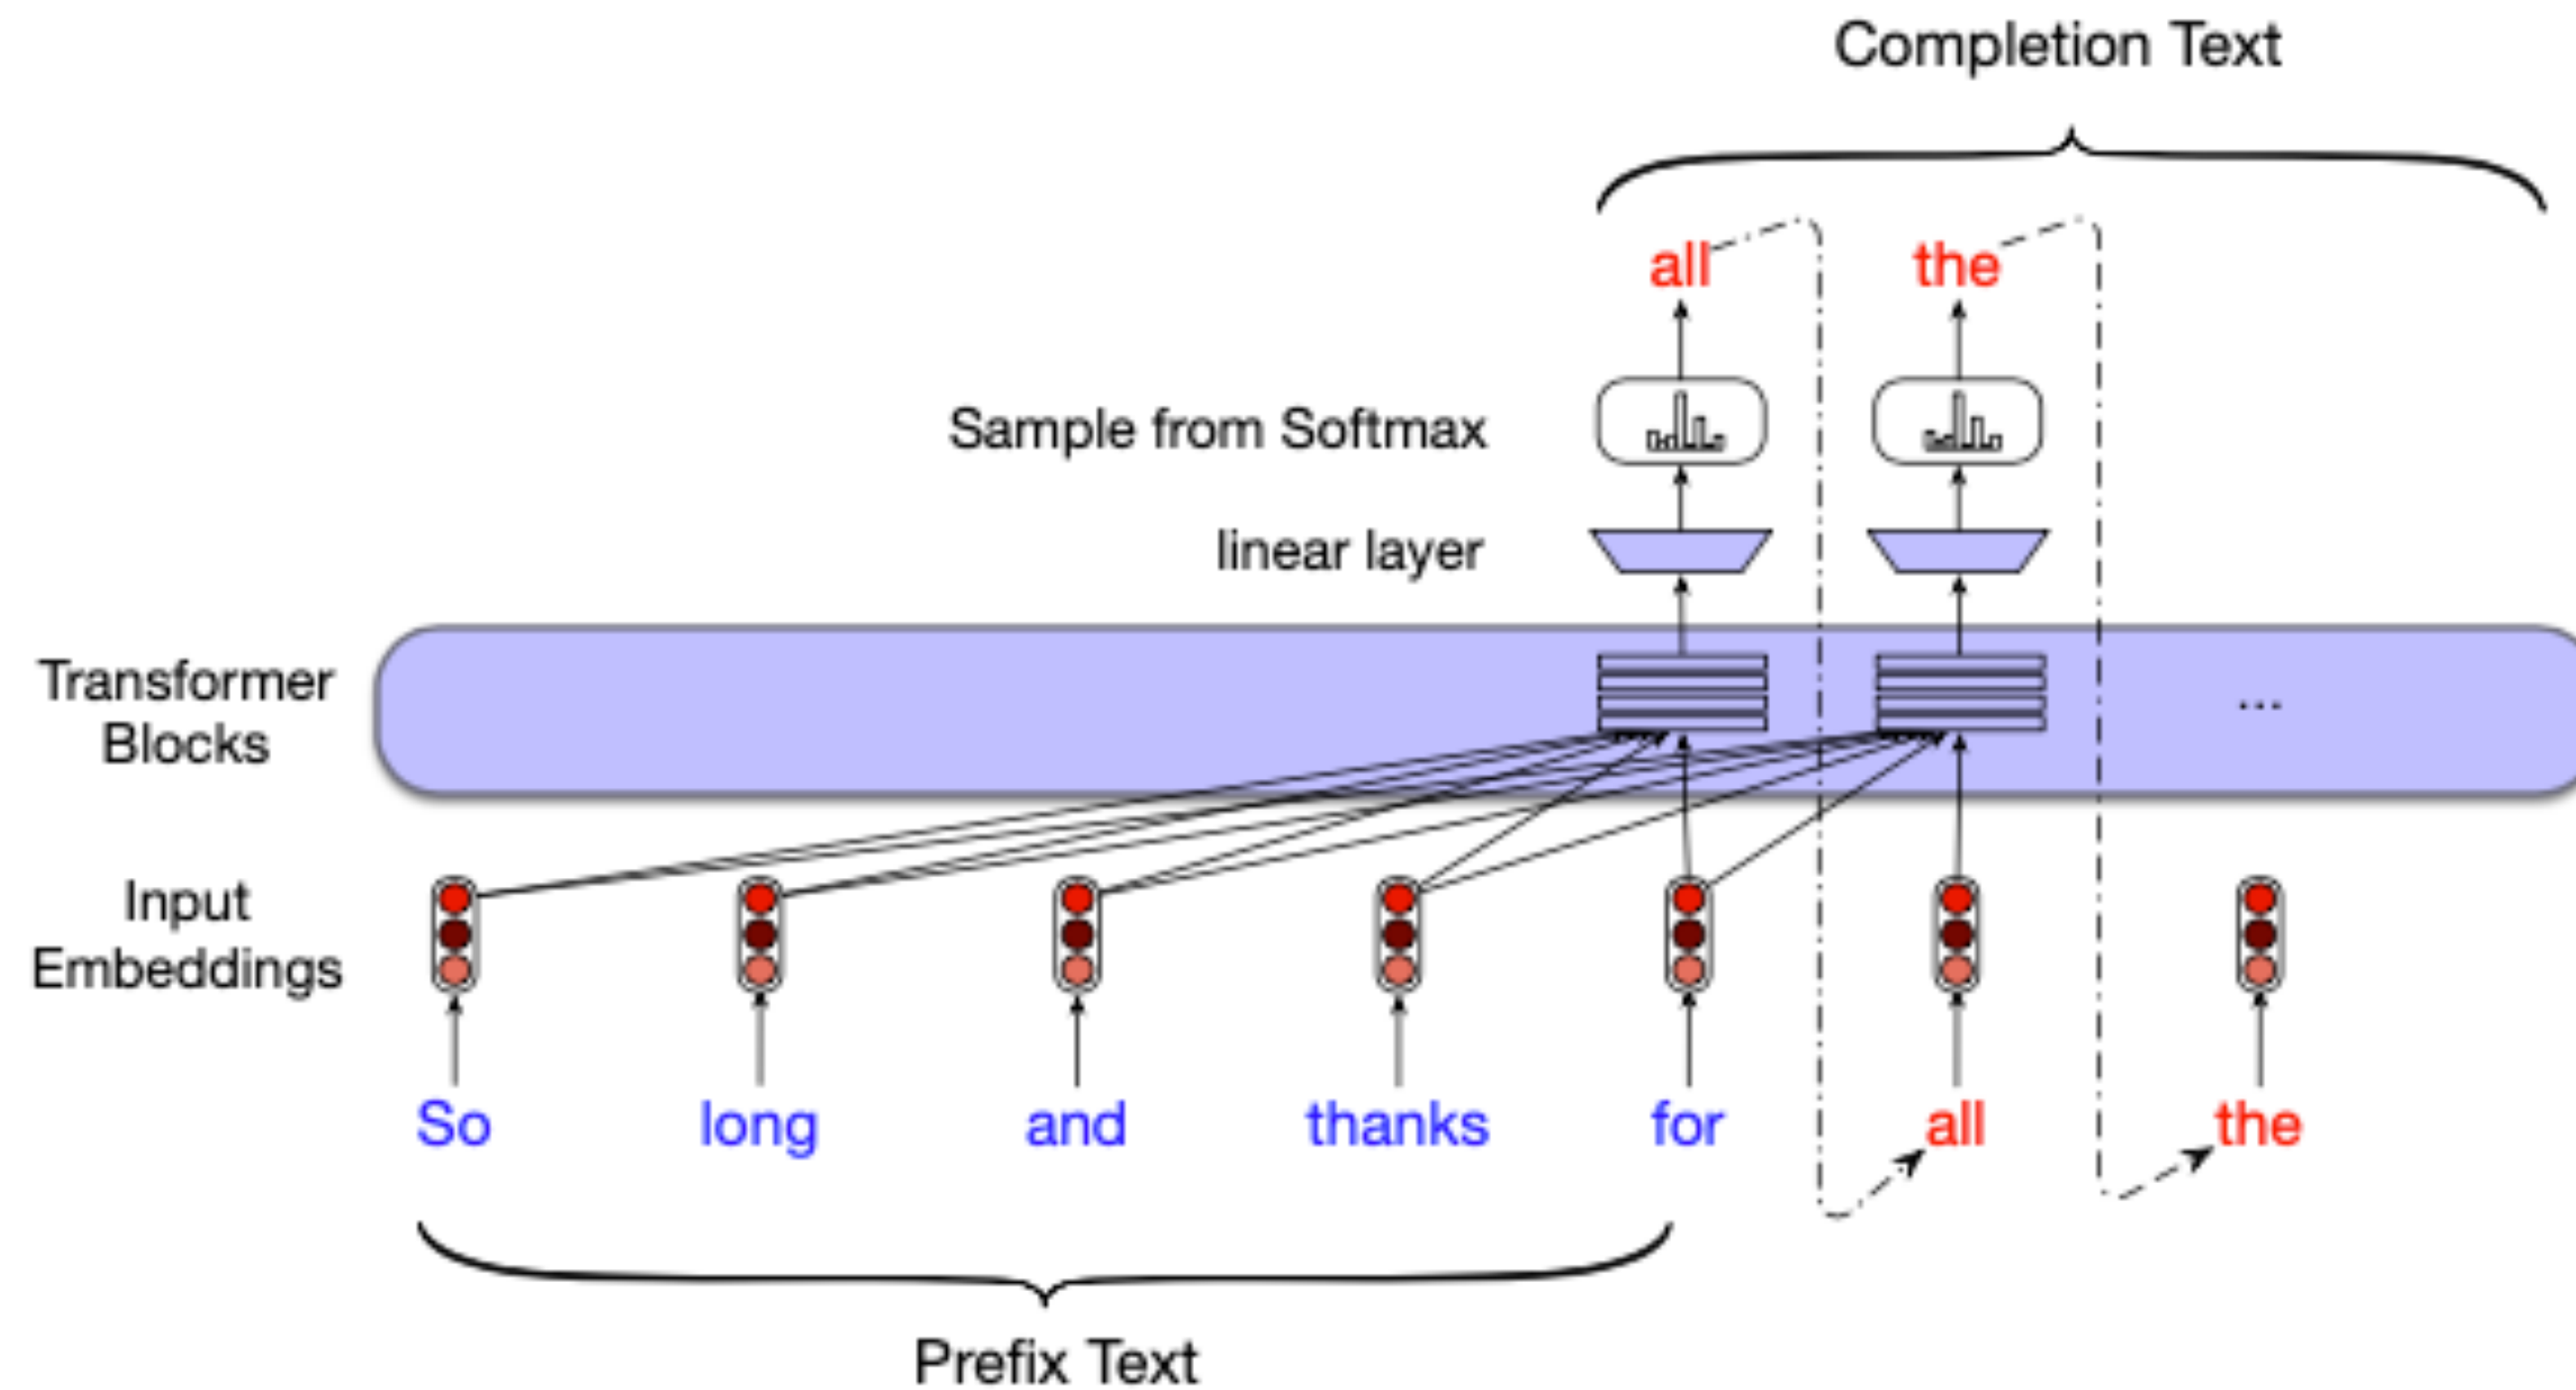 Completion Text
all the
Sample from Softmax
linear layer
Transformer
Blocks
...
Input
Embeddings
So long and thanks for all the
Prefix Text